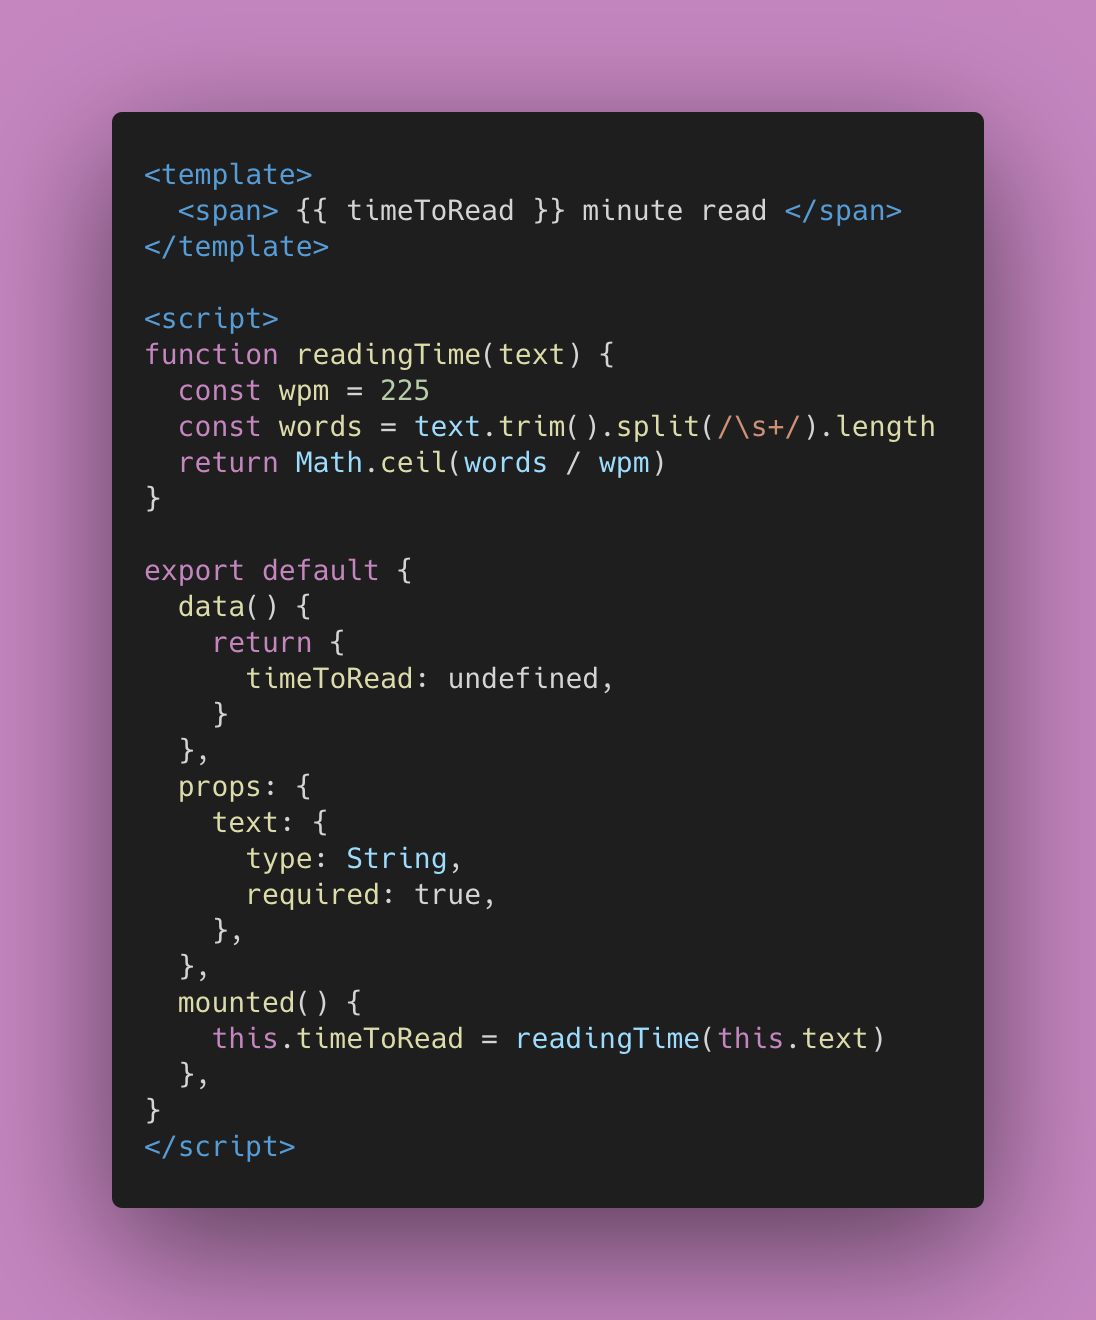 <template>
  <span> {{ timeToRead }} minute read </span>
</template>

<script>
function readingTime(text) {
  const wpm = 225
  const words = text.trim().split(/\s+/).length
  return Math.ceil(words / wpm)
}

export default {
  data() {
    return {
      timeToRead: undefined,
    }
  },
  props: {
    text: {
      type: String,
      required: true,
    },
  },
  mounted() {
    this.timeToRead = readingTime(this.text)
  },
}
</script>